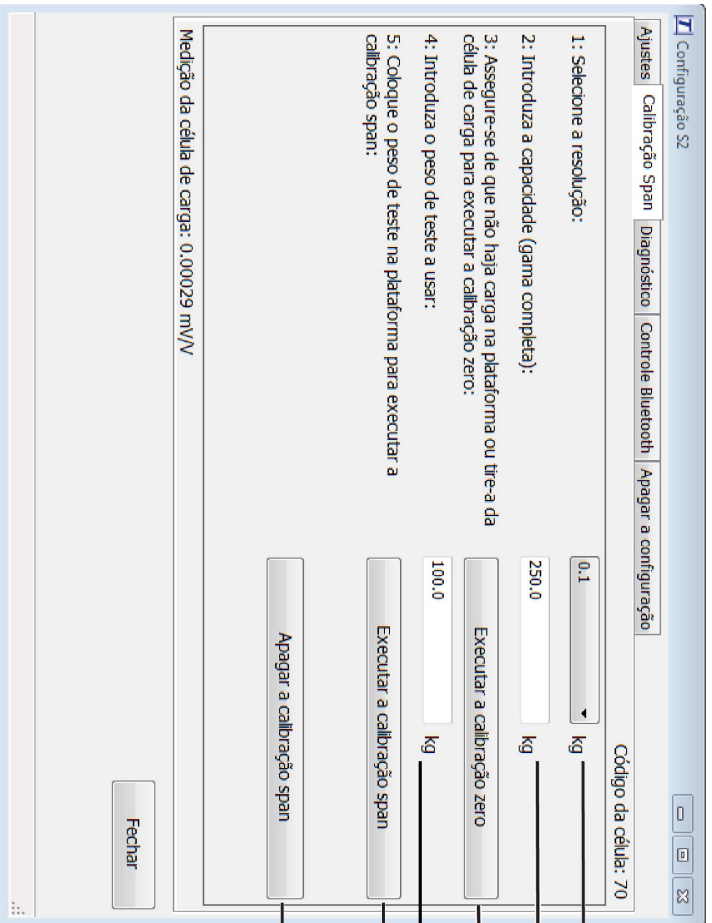 Configuração S2
Ajustes Calibração Span Diagnóstico Controle Bluetooth Apagar a configuração
Código da célula: 70
1: Selecione a resolução: 0.1 kg
2: Introduza a capacidade (gama completa): 250.0 kg
3: Assegure-se de que não haja carga na plataforma ou tire-a da
célula de carga para executar a calibração zero: Executar a calibração zero
4: Introduza o peso de teste a usar: 100.0 kg
5: Coloque o peso de teste na plataforma para executar a
calibração span: Executar a calibração span
Apagar a calibração span
Medição da célula de carga: 0.00029 mV/V
Fechar